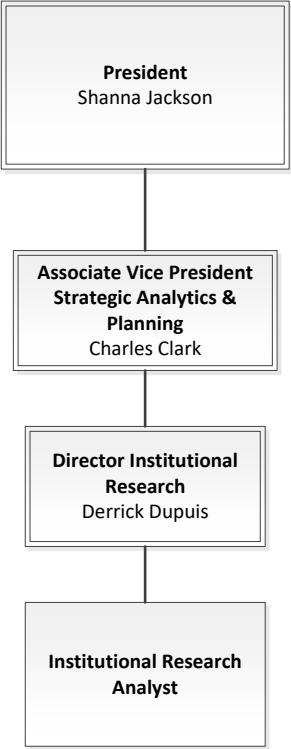 President
Shanna Jackson
Associate Vice President
Strategic Analytics &
Planning
Charles Clark
Director Institutional
Research
Derrick Dupuis
Institutional Research
Analyst